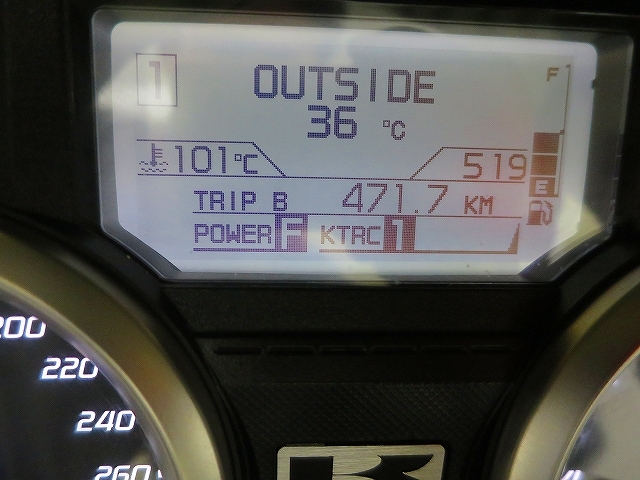 1
OUTSIDE
36 °C
F
101°C
519
E
TRIP B 471.7 KM
POWER F KTRC 1
200
220
240
260